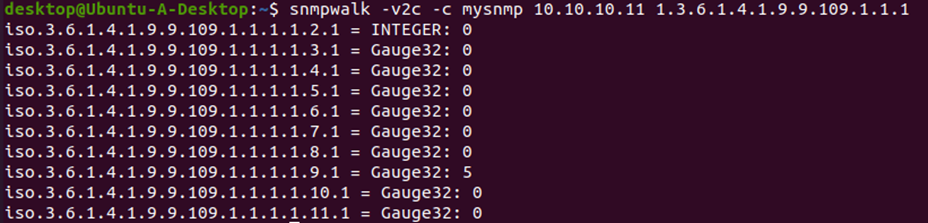 desktop@Ubuntu-A-Desktop:~$ snmpwalk -v2c -c mysnmp 10.10.10.11 1.3.6.1.4.1.9.9.109.1.1.1
iso.3.6.1.4.1.9.9.109.1.1.1.1.2.1 = INTEGER: 0
iso.3.6.1.4.1.9.9.109.1.1.1.1.3.1 = Gauge32: 0
iso.3.6.1.4.1.9.9.109.1.1.1.1.4.1 = Gauge32: 0
iso.3.6.1.4.1.9.9.109.1.1.1.1.5.1 = Gauge32: 0
iso.3.6.1.4.1.9.9.109.1.1.1.1.6.1 = Gauge32: 0
iso.3.6.1.4.1.9.9.109.1.1.1.1.7.1 = Gauge32: 0
iso.3.6.1.4.1.9.9.109.1.1.1.1.8.1 = Gauge32: 0
iso.3.6.1.4.1.9.9.109.1.1.1.1.9.1 = Gauge32: 5
iso.3.6.1.4.1.9.9.109.1.1.1.1.10.1 = Gauge32: 0
iso.3.6.1.4.1.9.9.109.1.1.1.1.11.1 = Gauge32: 0